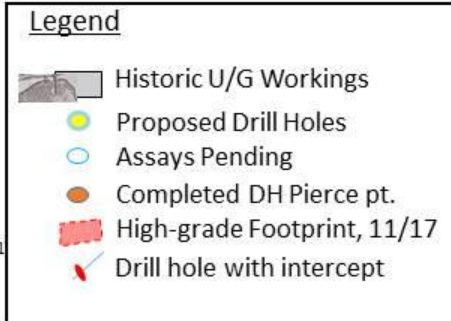 Legend
Historic U/G Workings
Proposed Drill Holes
Assays Pending
Completed DH Pierce pt.
High-grade Footprint, 11/17
Drill hole with intercept